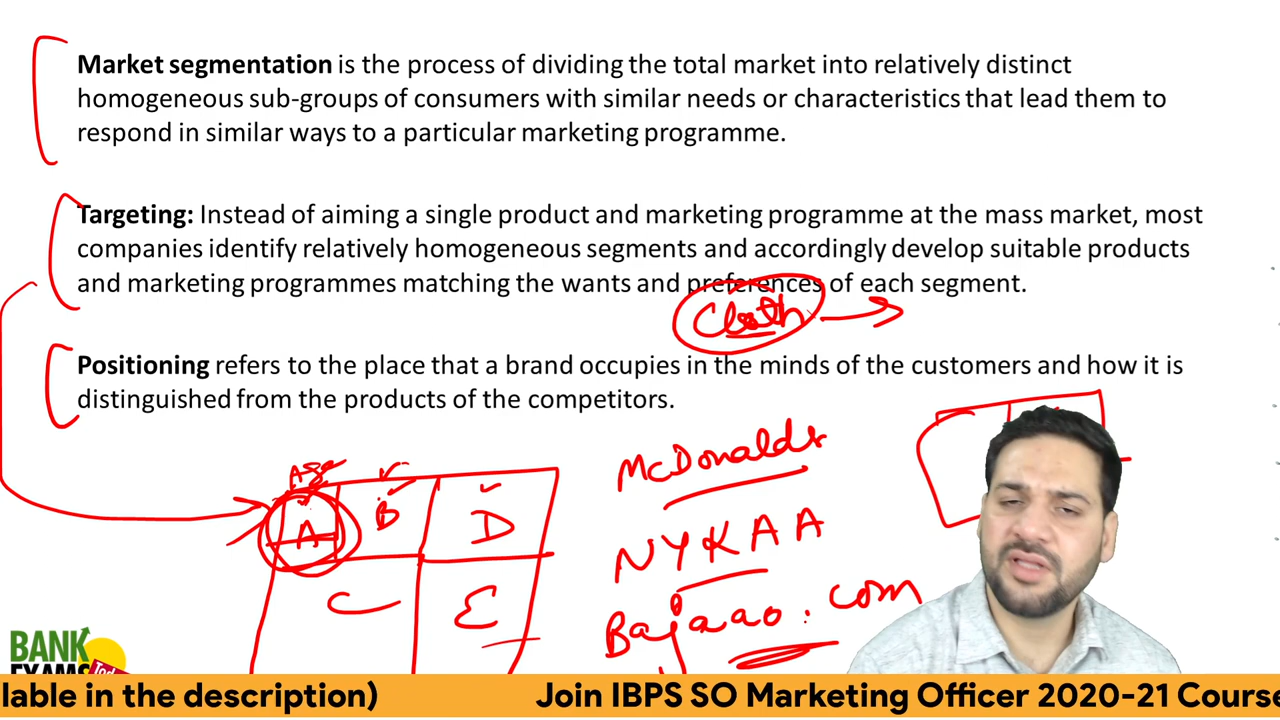 Market segmentation is the process of dividing the total market into relatively distinct
homogeneous sub-groups of consumers with similar needs or characteristics that lead them to
respond in similar ways to a particular marketing programme.
Targeting: Instead of aiming a single product and marketing programme at the mass market, most
companies identify relatively homogeneous segments and accordingly develop suitable products
and marketing programmes matching the wants and preferences of each segment.
Cloth
Positioning refers to the place that a brand occupies in the minds of the customers and how it is
distinguished from the products of the competitors.
McDonalds
Age
A B D
NYKAA
C E
Bajaao.com
BANK
EXAMS
lable in the description)
Join IBPS SO Marketing Officer 2020-21 Course